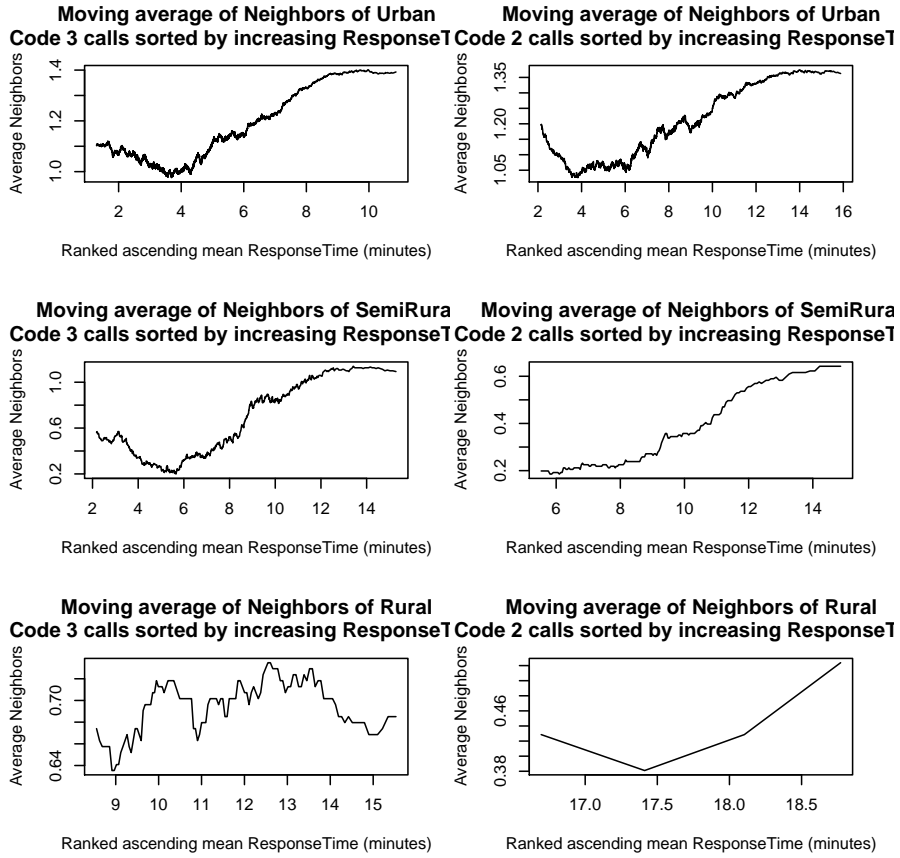 Moving average of Neighbors of Urban
Code 3 calls sorted by increasing ResponseT
Average Neighbors
1.4
1.2
1.0
2 4 6 8 10
Ranked ascending mean ResponseTime (minutes)
Moving average of Neighbors of Urban
Code 2 calls sorted by increasing ResponseT
Average Neighbors
1.35
1.20
1.05
2 4 6 8 10 12 14 16
Ranked ascending mean ResponseTime (minutes)
Moving average of Neighbors of SemiRura
Code 3 calls sorted by increasing ResponseT
Average Neighbors
1.0
0.6
0.2
2 4 6 8 10 12 14
Ranked ascending mean ResponseTime (minutes)
Moving average of Neighbors of SemiRura
Code 2 calls sorted by increasing ResponseT
Average Neighbors
0.6
0.4
0.2
6 8 10 12 14
Ranked ascending mean ResponseTime (minutes)
Moving average of Neighbors of Rural
Code 3 calls sorted by increasing ResponseT
Average Neighbors
0.70
0.64
9 10 11 12 13 14 15
Ranked ascending mean ResponseTime (minutes)
Moving average of Neighbors of Rural
Code 2 calls sorted by increasing ResponseT
Average Neighbors
0.46
0.38
17.0 17.5 18.0 18.5
Ranked ascending mean ResponseTime (minutes)